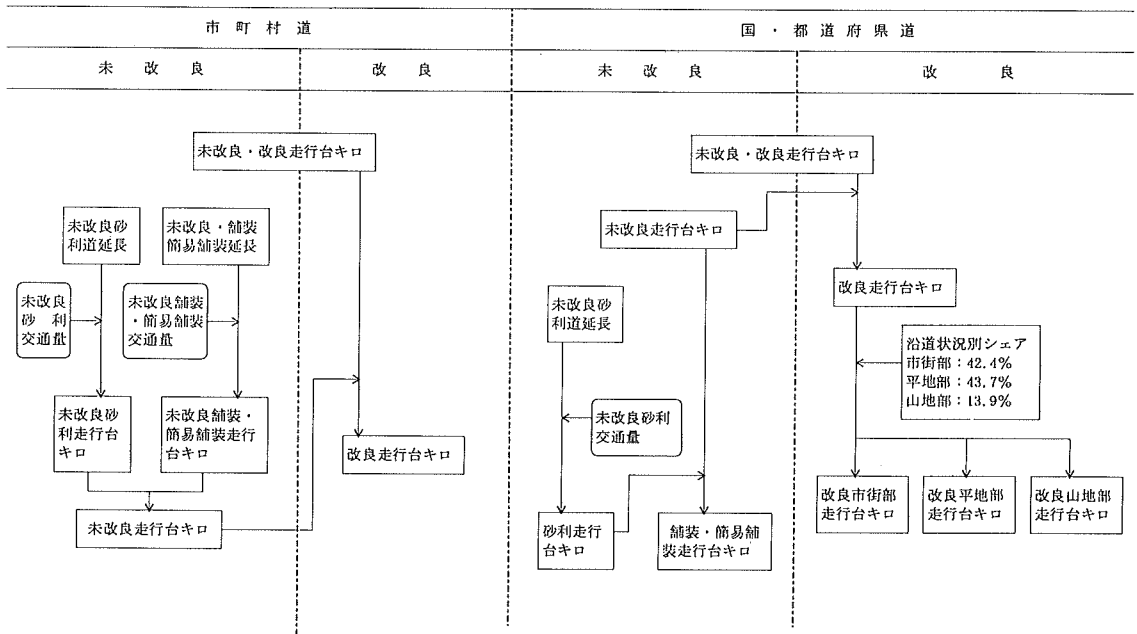 市町村道
国・都道府県道
未改良
改良
未改良
改良
未改良・改良走行台キロ
未改良砂
利道延長
未改良・舗装
簡易舗装延長
未改良
砂利
交通量
未改良舗装
・簡易舗装
交通量
未改良砂
利走行台
キロ
未改良舗装・
簡易舗装走行
台キロ
未改良走行台キロ
改良走行台キロ
未改良・改良走行台キロ
未改良走行台キロ
未改良砂
利道延長
未改良砂利
交通量
砂利走行
台キロ
舗装・簡易舗
装走行台キロ
改良走行台キロ
沿道状況別シェア
市街部：42.4%
平地部：43.7%
山地部：13.9%
改良市街部
走行台キロ
改良平地部
走行台キロ
改良山地部
走行台キロ